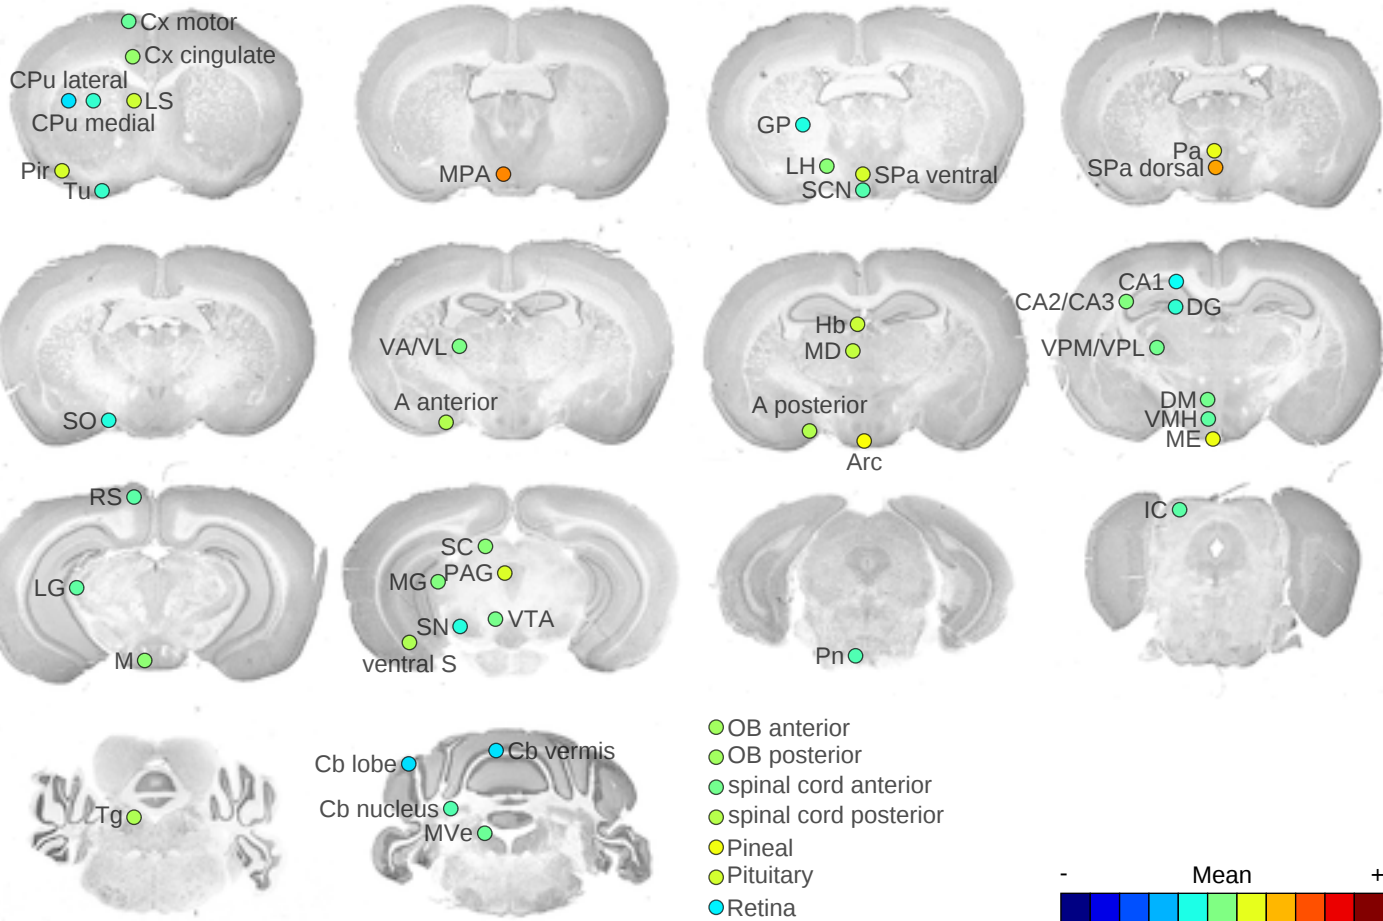 Cx motor
Cx cingulate
CPu lateral
LS
CPu medial
Pir
Tu
MPA
GP
LH
SPa ventral
SCN
Pa
SPa dorsal
SO
VA/VL
A anterior
Hb
MD
A posterior
Arc
CA1
CA2/CA3
DG
VPM/VPL
DM
VMH
ME
RS
LG
M
SC
MG
PAG
SN
VTA
ventral S
Pn
IC
Tg
Cb lobe
Cb vermis
Cb nucleus
MVe
OB anterior
OB posterior
spinal cord anterior
spinal cord posterior
Pineal
Pituitary
Retina
- Mean +